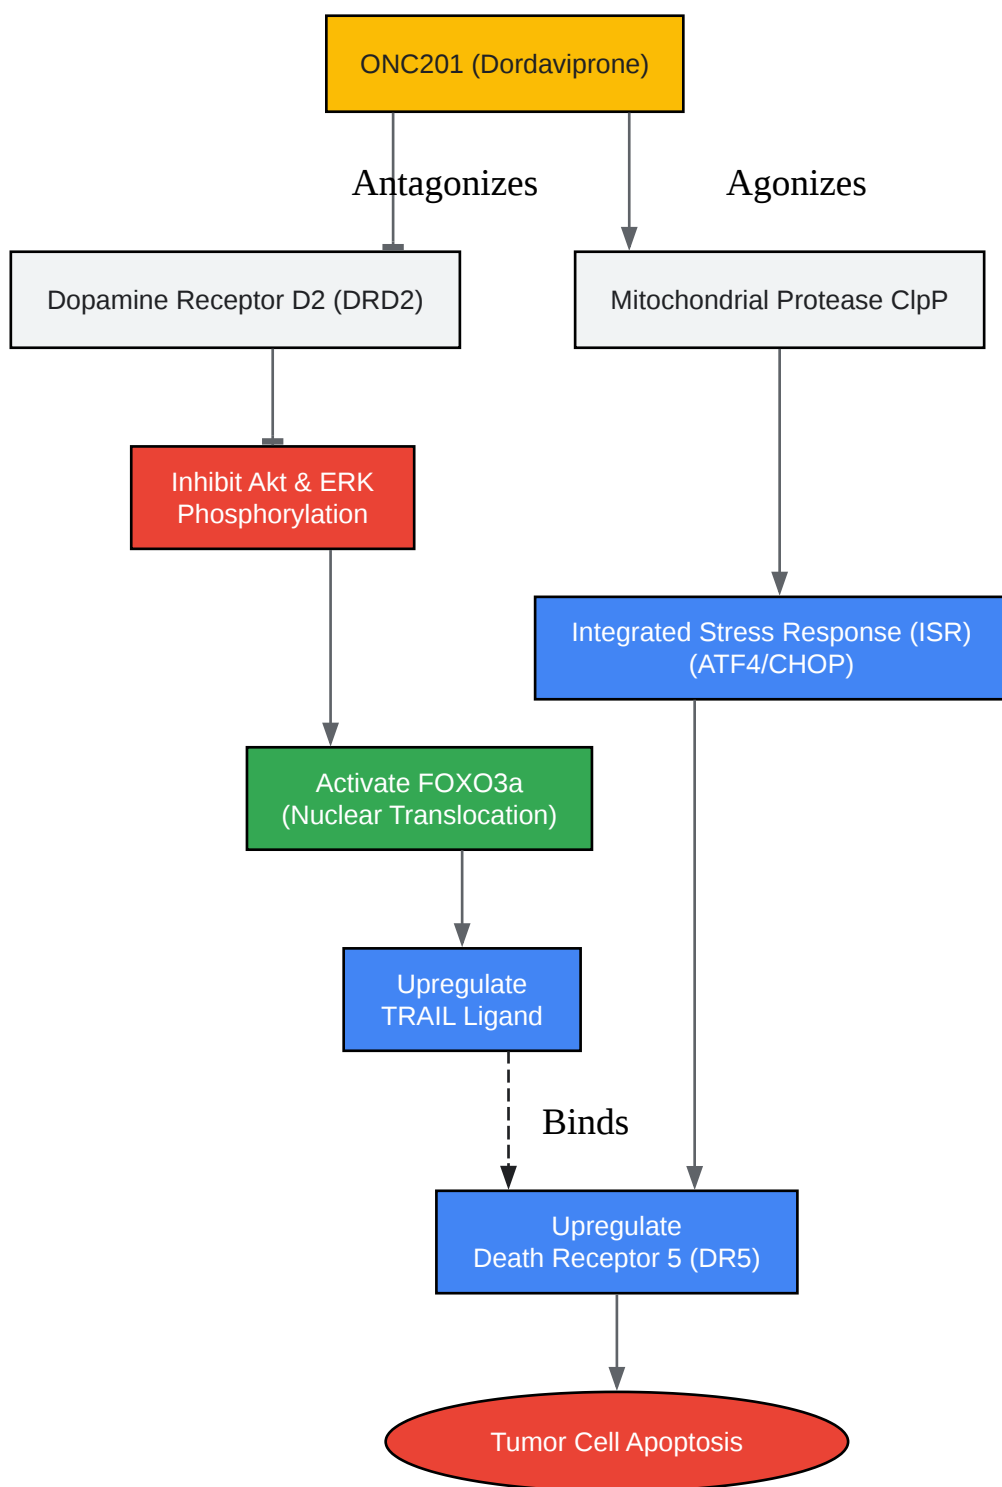 ONC201 (Dordaviprone)
Antagonizes
Agonizes
Dopamine Receptor D2 (DRD2)
Mitochondrial Protease ClpP
Inhibit Akt & ERK
Phosphorylation
Integrated Stress Response (ISR)
(ATF4/CHOP)
Activate FOXO3a
(Nuclear Translocation)
Upregulate
TRAIL Ligand
Binds
Upregulate
Death Receptor 5 (DR5)
Tumor Cell Apoptosis